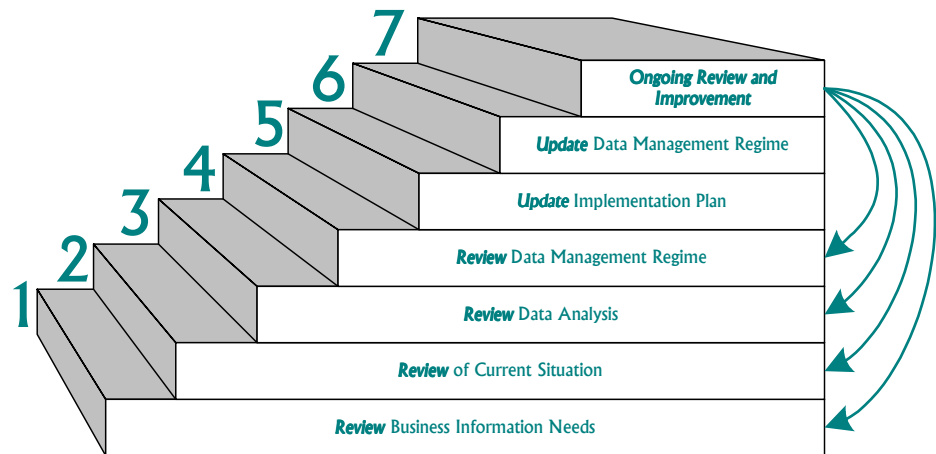 7
Ongoing Review and
Improvement
6
Update Data Management Regime
5
Update Implementation Plan
4
Review Data Management Regime
3
Review Data Analysis
2
Review of Current Situation
1
Review Business Information Needs